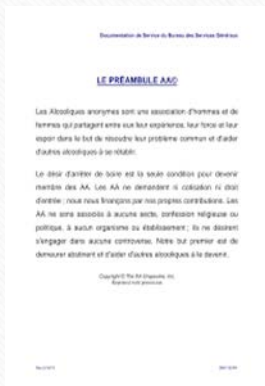 Documentation de Service du Bureau des Services Généraux
LE PRÉAMBULE AA©
Les Alcooliques anonymes sont une association d'hommes et de
femmes qui partagent entre eux leur expérience, leur force et leur
espoir dans le but de résoudre leur problème commun et d'aider
d'autres alcooliques à se rétablir.
Le désir d'arrêter de boire est la seule condition pour devenir
membre des AA. Les AA ne demandent ni cotisation ni droit
d'entrée ; nous nous finançons par nos propres contributions. Les
AA ne sont associés à aucune secte, confession religieuse ou
politique, à aucun organisme ou établissement ; ils ne désirent
s'engager dans aucune controverse. Notre but premier est de
demeurer abstinent et d'aider d'autres alcooliques à le devenir.
Copyright © The AA Grapevine, Inc.